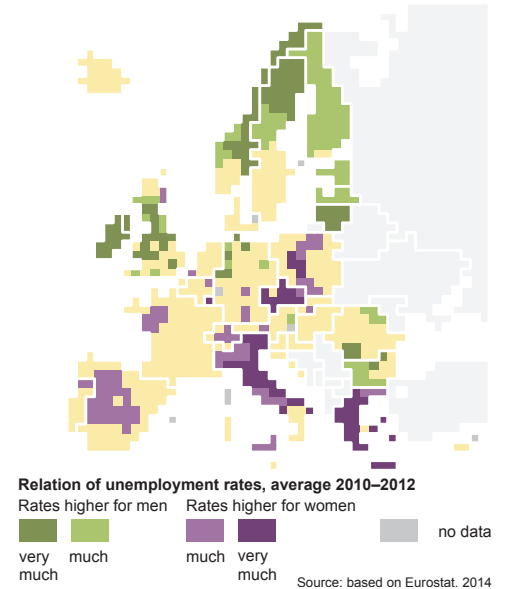 Relation of unemployment rates, average 2010–2012
Rates higher for men
Rates higher for women
very much
much
much
very much
no data
Source: based on Eurostat. 2014